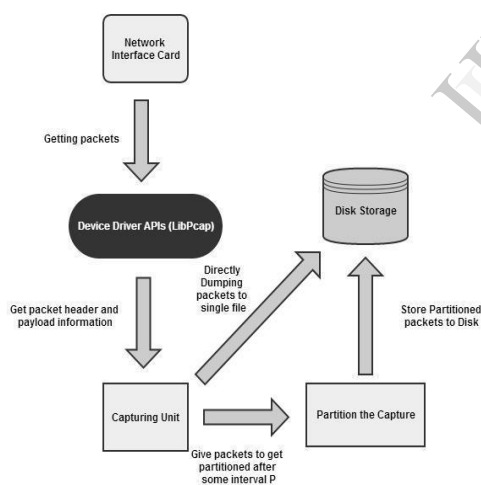 Network
Interface Card
Getting packets
Device Driver APIs (LibPcap)
Disk Storage
Directly
Dumping
packets to
single file
Get packet header and
payload information
Store Partitioned
packets to Disk
Capturing Unit
Partition the Capture
Give packets to get
partitioned after
some interval P